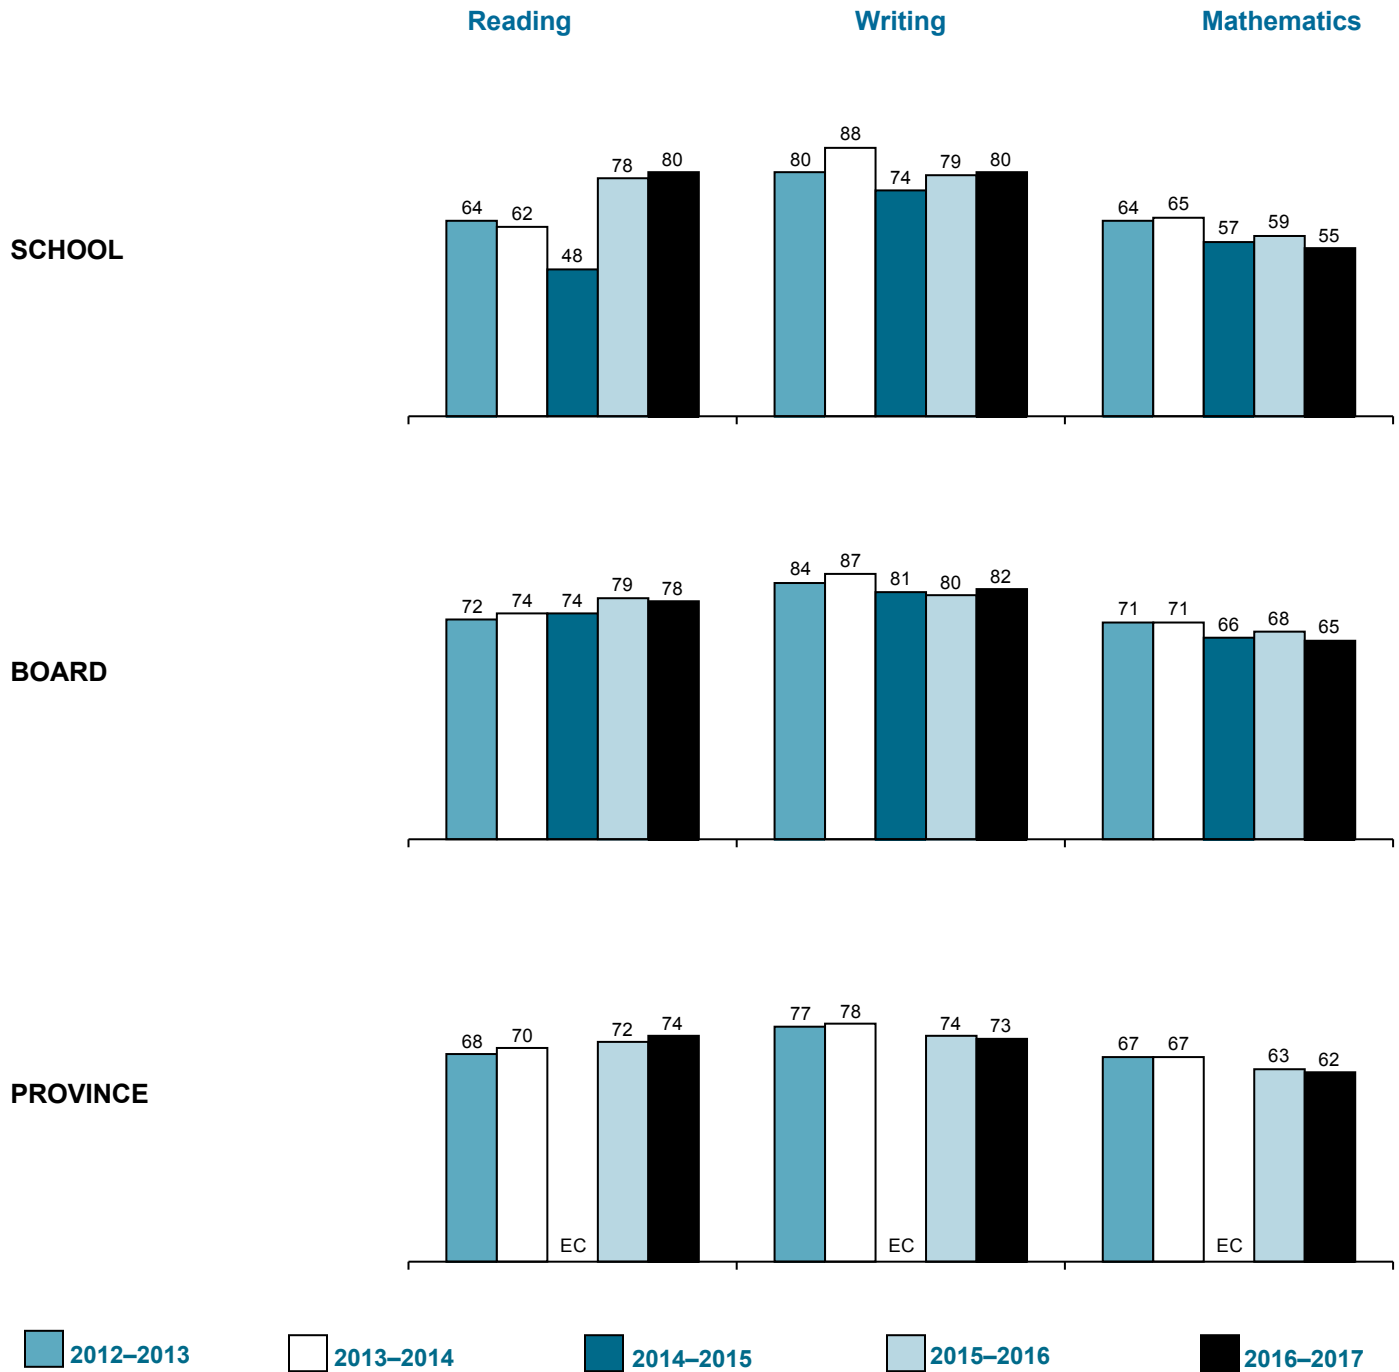 Reading Writing Mathematics
SCHOOL
64 62 48 78 80 80 88 74 79 80 64 65 57 59 55
BOARD
72 74 74 79 78 84 87 81 80 82 71 71 66 68 65
PROVINCE
68 70 EC 72 74 77 78 EC 74 73 67 67 EC 63 62
2012–2013 2013–2014 2014–2015 2015–2016 2016–2017